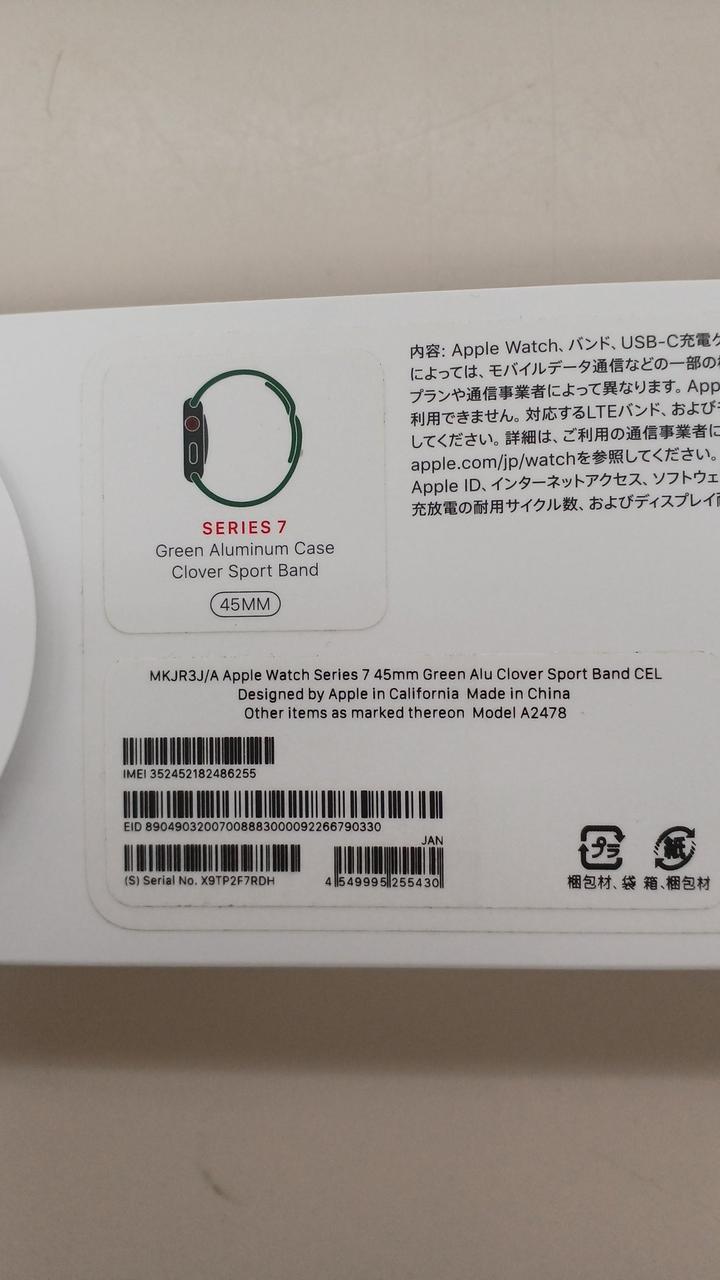 SERIES 7
Green Aluminum Case
Clover Sport Band
45MM
内容: Apple Watch、バンド、USB-C充電
によっては、モバイルデータ通信などの一部の
プランや通信事業者によって異なります。App
利用できません。対応するLTEバンド、および
してください。詳細は、ご利用の通信事業者に
apple.com/jp/watchを参照してください。
Apple ID、インターネットアクセス、ソフトウェ
充放電の耐用サイクル数、およびディスプレイ
MKJR3J/A Apple Watch Series 7 45mm Green Alu Clover Sport Band CEL
Designed by Apple in California Made in China
Other items as marked thereon Model A2478
IMEI 352452182486255
EID 89049032007008883000092266790330
JAN
(S) Serial No. X9TP2F7RDH
4 549995 255430
プラ 紙
梱包材、袋 箱、梱包材